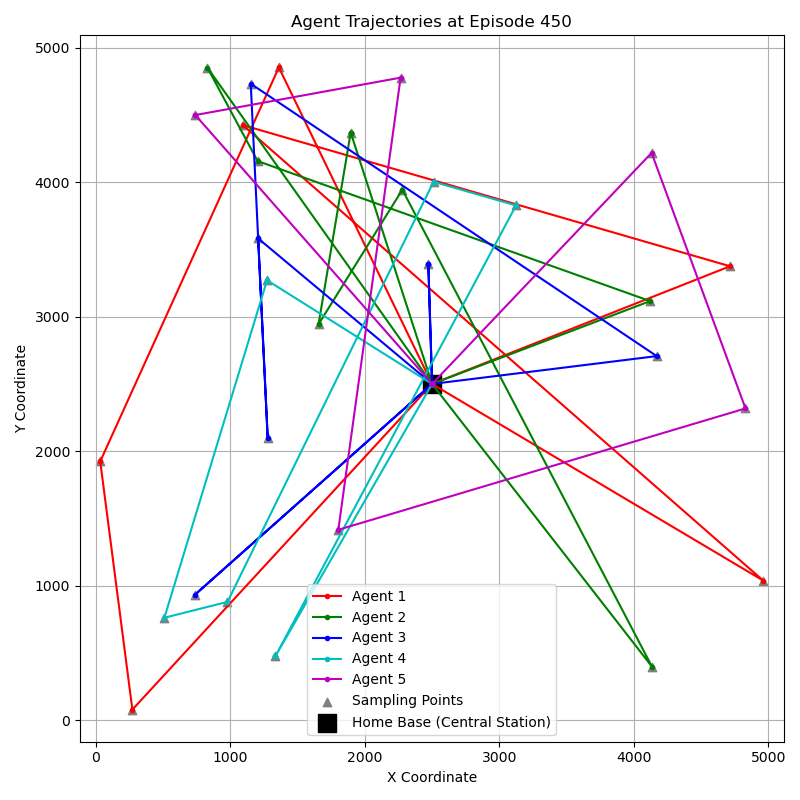 Agent Trajectories at Episode 450
5000
4000
3000
2000
1000
0
Y Coordinate
Agent 1
Agent 2
Agent 3
Agent 4
Agent 5
Sampling Points
Home Base (Central Station)
0 1000 2000 3000 4000 5000
X Coordinate